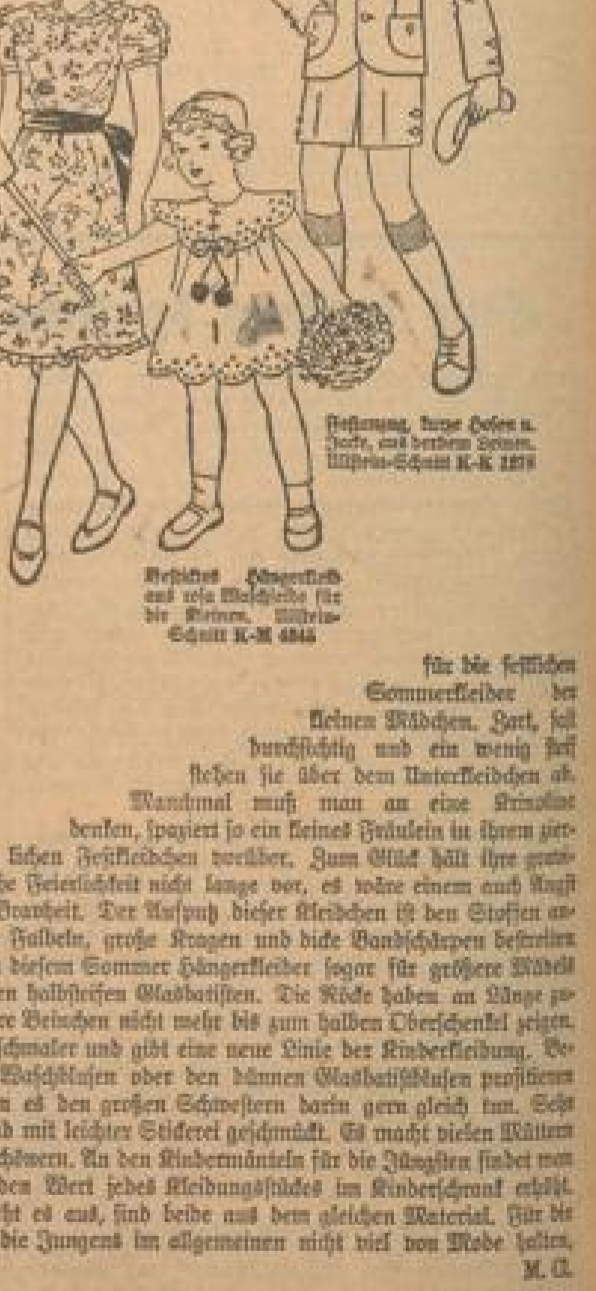 Festanzug, kurze Hosen u.
Jacke, aus derbem Leinen.
Ullstein-Schnitt K-K 1278
Besticktes Hängerkleid
aus rosa Waschseide für
die Kleinen. Ullstein-
Schnitt K-M
für die festlichen
Sommerkleider der
kleinen Mädchen. Zart, fast
durchsichtig und ein wenig steif
stehen sie über dem Unterkleidchen ab.
Manchmal muß man an eine Krinoline
denken, spaziert so ein kleines Fräulein in ihrem zier-
lichen Festkleidchen vorüber. Zum Glück hält ihre
Feierlichkeit nicht lange vor, es wäre einem auch Angst
Bravheit. Der Aufputz dieser Kleidchen ist den Stoffen an-
Falbeln, große Kragen und dicke Bandschärpen bestreiten
diesem Sommer Hängerkleider sogar für größere Mädels
halbsteifen Glasbatisten. Die Röcke haben an Länge zu-
Beinchen nicht mehr bis zum halben Oberschenkel zeigen.
schmaler und gibt eine neue Linie der Kinderkleidung. Be-
Waschblusen oder den dünnen Glasbatistblusen profitieren
es den großen Schwestern darin gern gleich tun. Sehr
mit leichter Stickerei geschmückt. Es macht vielen Müttern
An den Kindermänteln für die Jüngsten findet man
den Wert jedes Kleidungsstückes im Kinderschrank erhöht.
es aus, sind beide aus dem gleichen Material. Für die
die Jungens im allgemeinen nicht viel von Mode halten,
M. G.